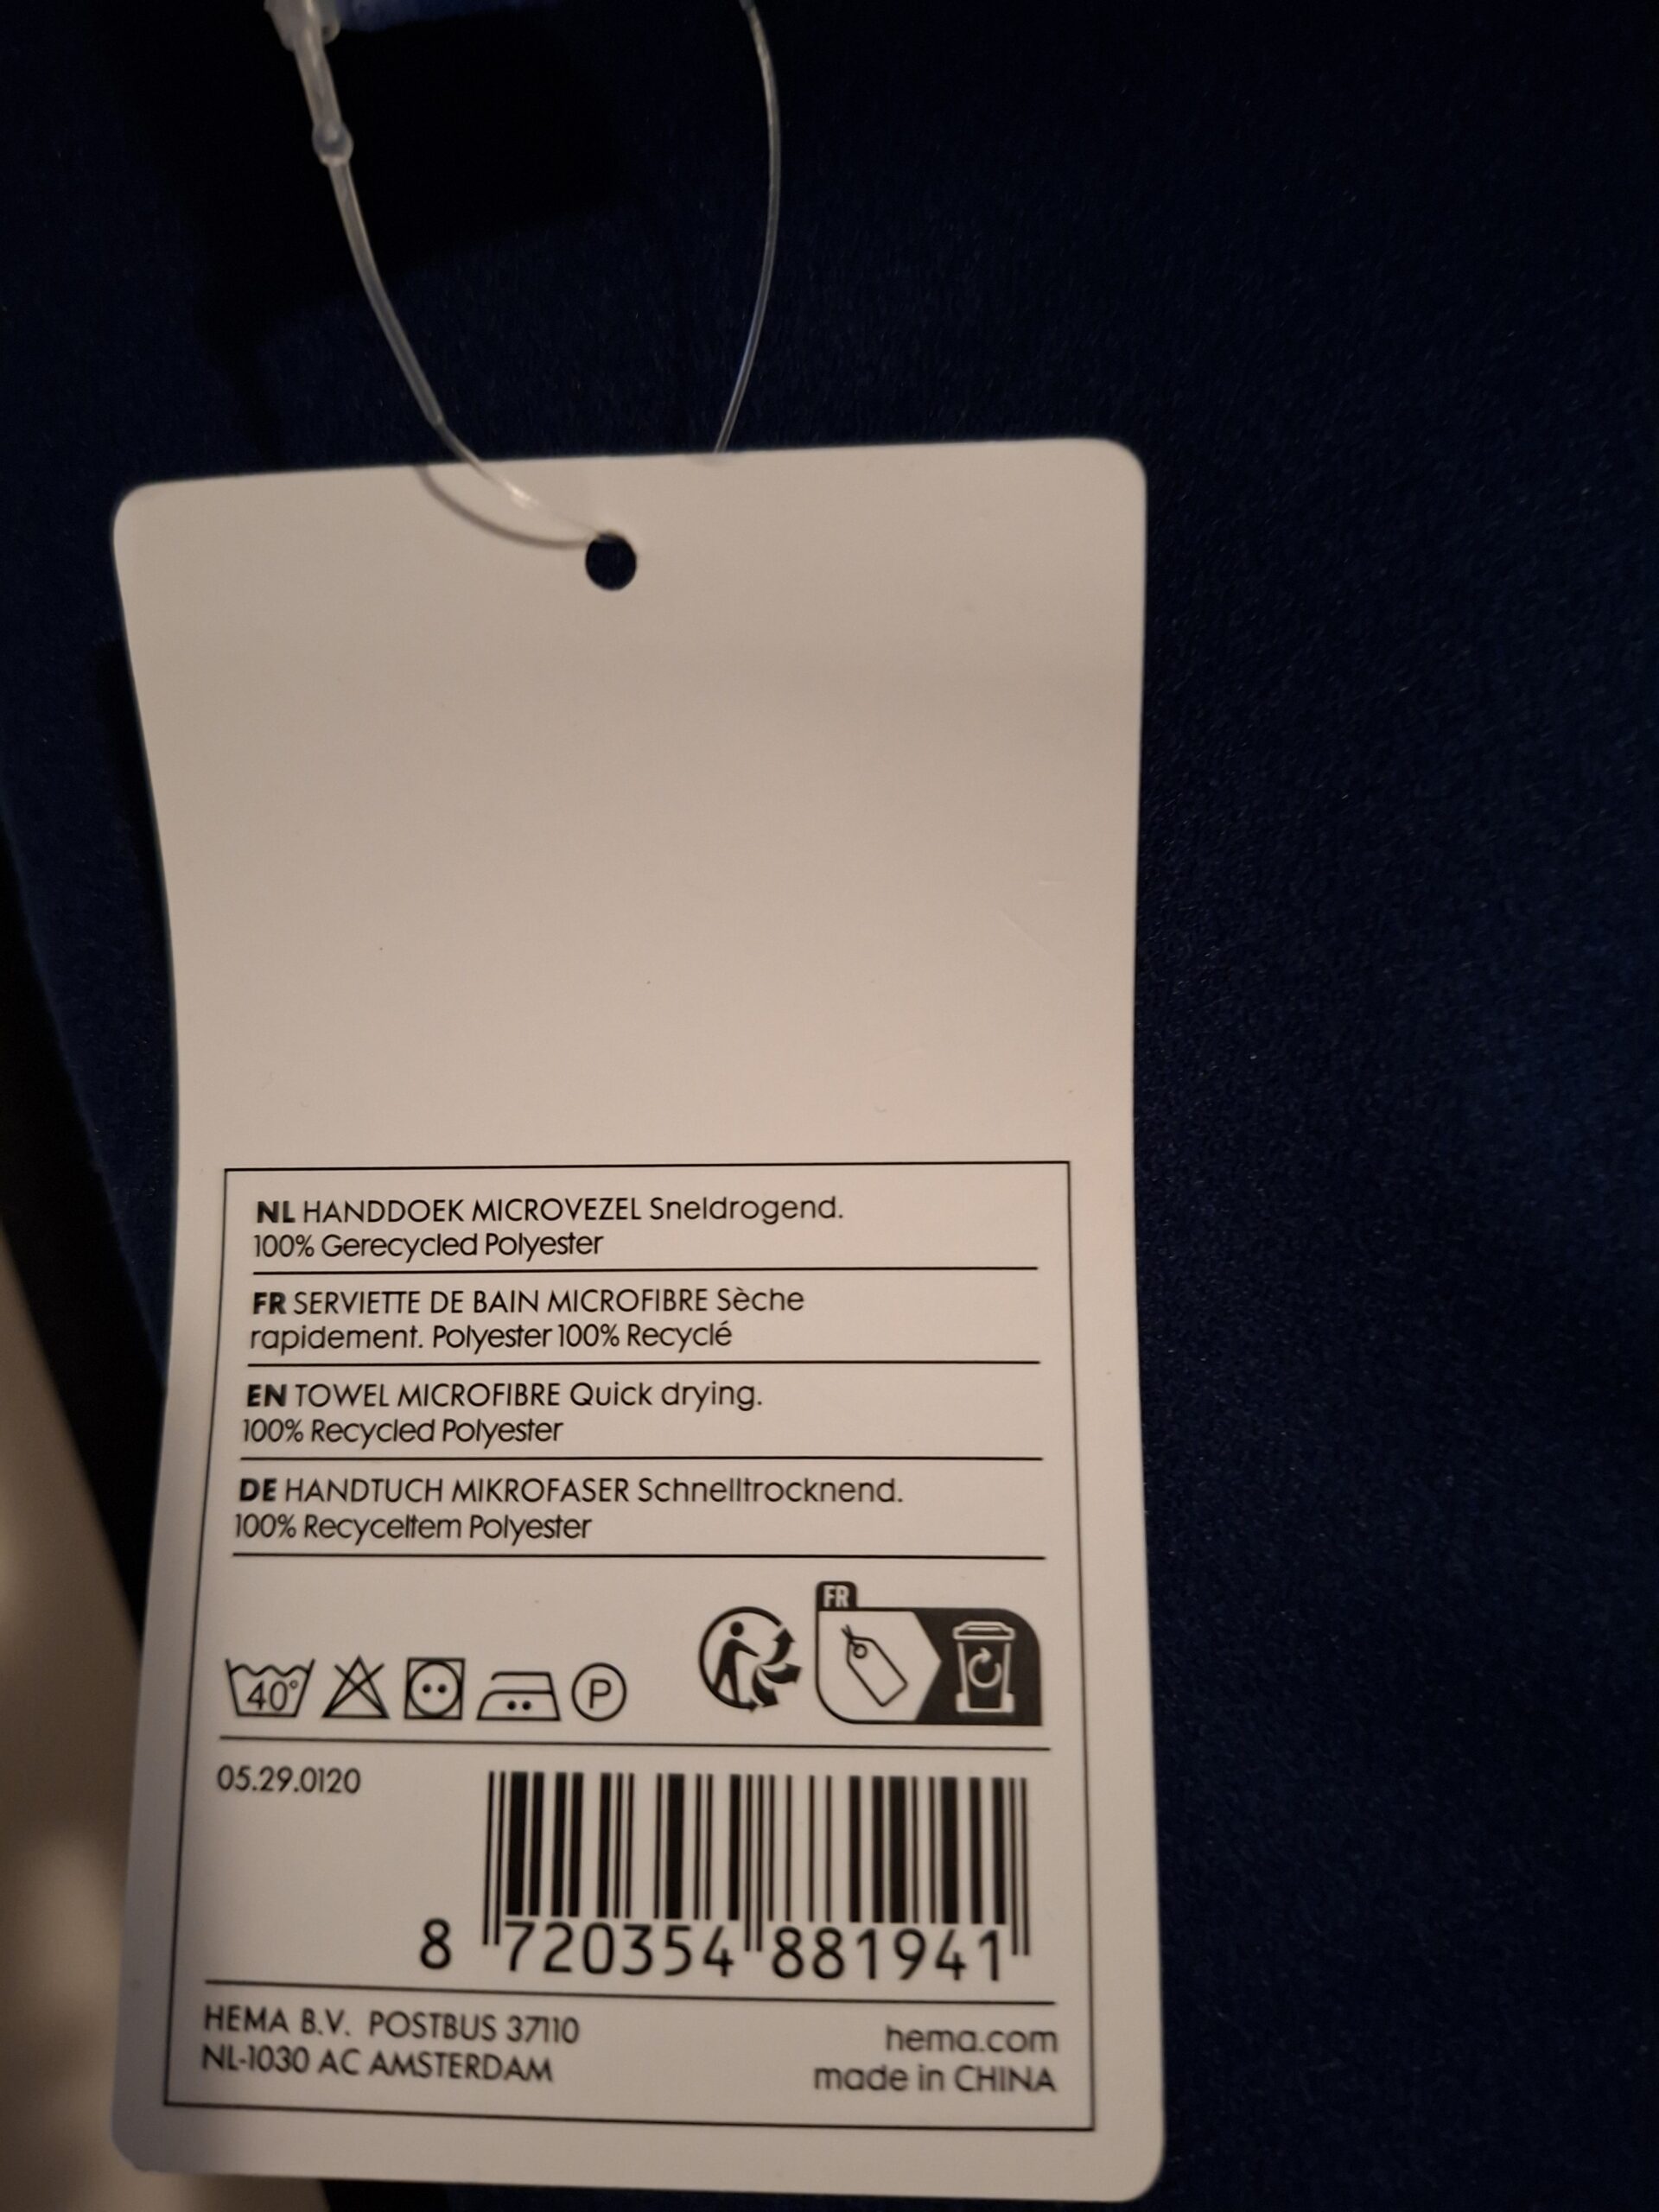 NL HANDDOEK MICROVEZEL Sneldrogend.
100% Gerecycled Polyester
FR SERVIETTE DE BAIN MICROFIBRE Sèche
rapidement. Polyester 100% Recyclé
EN TOWEL MICROFIBRE Quick drying.
100% Recycled Polyester
DE HANDTUCH MIKROFASER Schnelltrocknend.
100% Recyceltem Polyester
FR
40° P
05.29.0120
8 720354 881941
HEMA B.V. POSTBUS 37110
NL-1030 AC AMSTERDAM
hema.com
made in CHINA